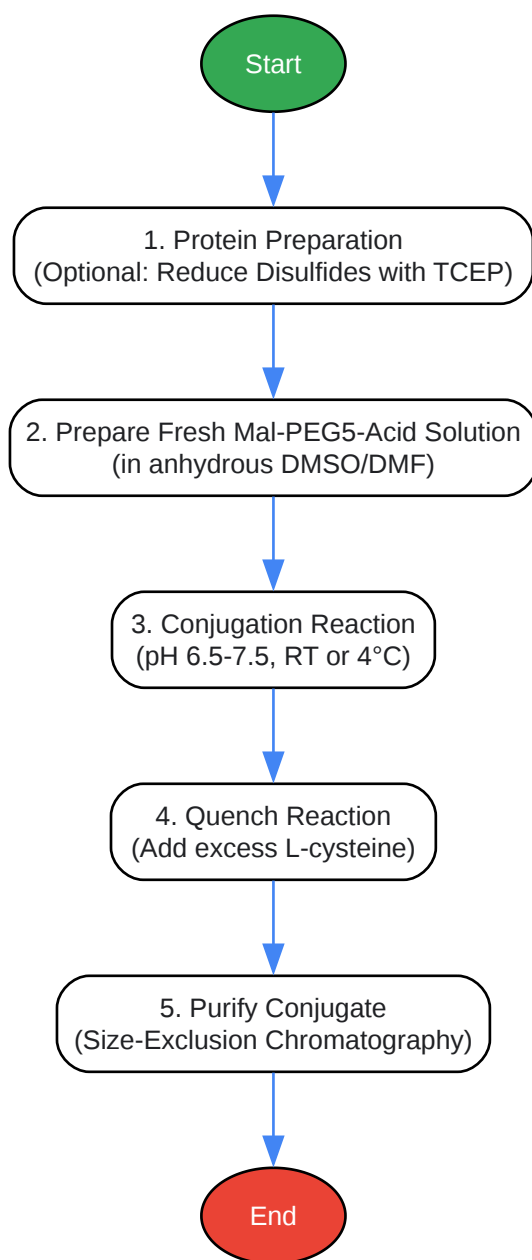 Start
1. Protein Preparation
(Optional: Reduce Disulfides with TCEP)
2. Prepare Fresh Mal-PEG5-Acid Solution
(in anhydrous DMSO/DMF)
3. Conjugation Reaction
(pH 6.5-7.5, RT or 4°C)
4. Quench Reaction
(Add excess L-cysteine)
5. Purify Conjugate
(Size-Exclusion Chromatography)
End